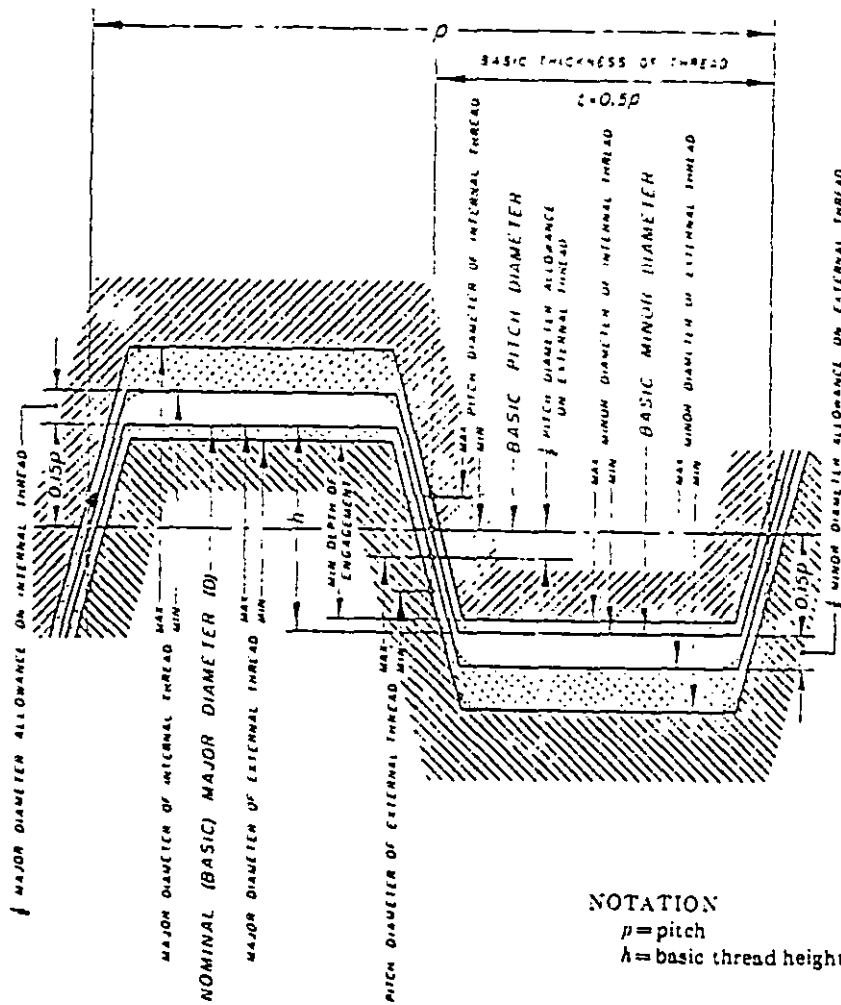 p
BASIC THICKNESS OF THREAD
t=0.5p
MAX PITCH DIAMETER OF INTERNAL THREAD
MIN
BASIC PITCH DIAMETER
½ PITCH DIAMETER ALLOWANCE
ON EXTERNAL THREAD
MAX MINOR DIAMETER OF INTERNAL THREAD
MIN
BASIC MINOR DIAMETER
MAX MINOR DIAMETER OF EXTERNAL THREAD
MIN
½ MINOR DIAMETER ALLOWANCE ON EXTERNAL THREAD
0.15p
½ MAJOR DIAMETER ALLOWANCE ON INTERNAL THREAD
0.15p
MAJOR DIAMETER OF INTERNAL THREAD MAX
MIN
NOMINAL (BASIC) MAJOR DIAMETER (D)
MAJOR DIAMETER OF EXTERNAL THREAD MAX
MIN
h
MIN DEPTH OF
ENGAGEMENT
PITCH DIAMETER OF EXTERNAL THREAD MAX
MIN
NOTATION
p=pitch
h=basic thread height